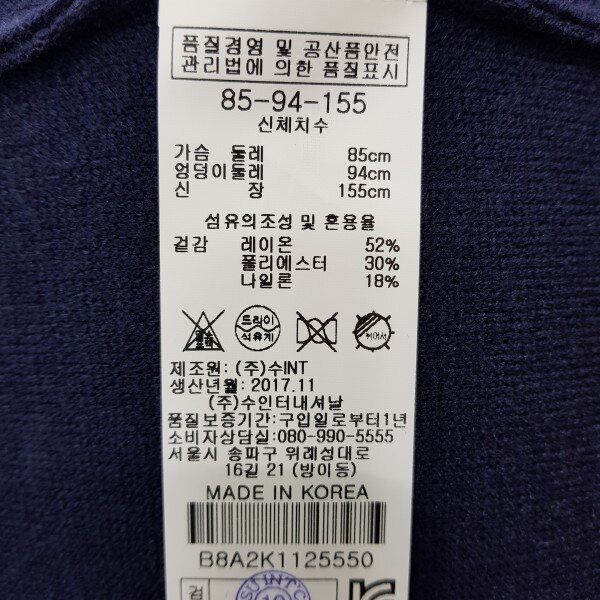 품질경영 및 공산품안전
관리법에 의한 품질표시
85-94-155
신체치수
가슴 둘레 85cm
엉덩이둘레 94cm
신 장 155cm
섬유의조성 및 혼용율
겉감 레이온 52%
폴리에스터 30%
나일론 18%
드라이
석유계
뉘어서
제조원: (주)수INT
생산년월: 2017.11
(주)수인터내셔날
품질보증기간:구입일로부터1년
소비자상담실:080-990-5555
서울시 송파구 위례성대로
16길 21 (방이동)
MADE IN KOREA
B8A2K1125550
검